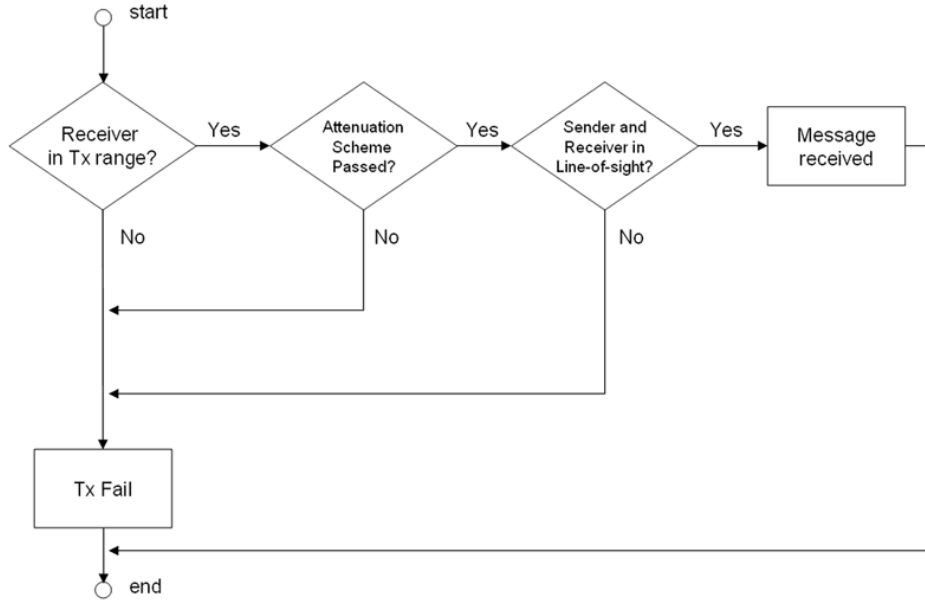 start
Receiver
in Tx range?
Yes
Attenuation
Scheme
Passed?
Yes
Sender and
Receiver in
Line-of-sight?
Yes
Message
received
No
No
No
Tx Fail
end